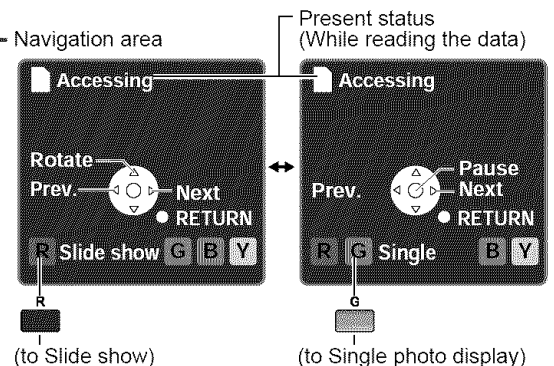 Present status
Navigation area
(While reading the data)
Accessing
Accessing
Rotate
Prev.
Next
RETURN
R Slide show G B Y
Pause
Prev.
Next
RETURN
R G Single B Y
R
G
(to Slide show)
(to Single photo display)